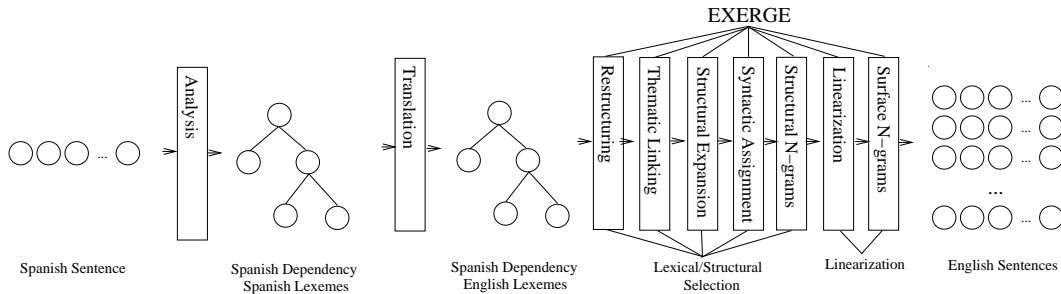 EXERGE
Analysis
Translation
Restructuring
Thematic Linking
Structural Expansion
Syntactic Assignment
Structural N-grams
Linearization
Surface N-grams
...
...
...
...
...
...
Spanish Sentence
Spanish Dependency
Spanish Lexemes
Spanish Dependency
English Lexemes
Lexical/Structural
Selection
Linearization
English Sentences